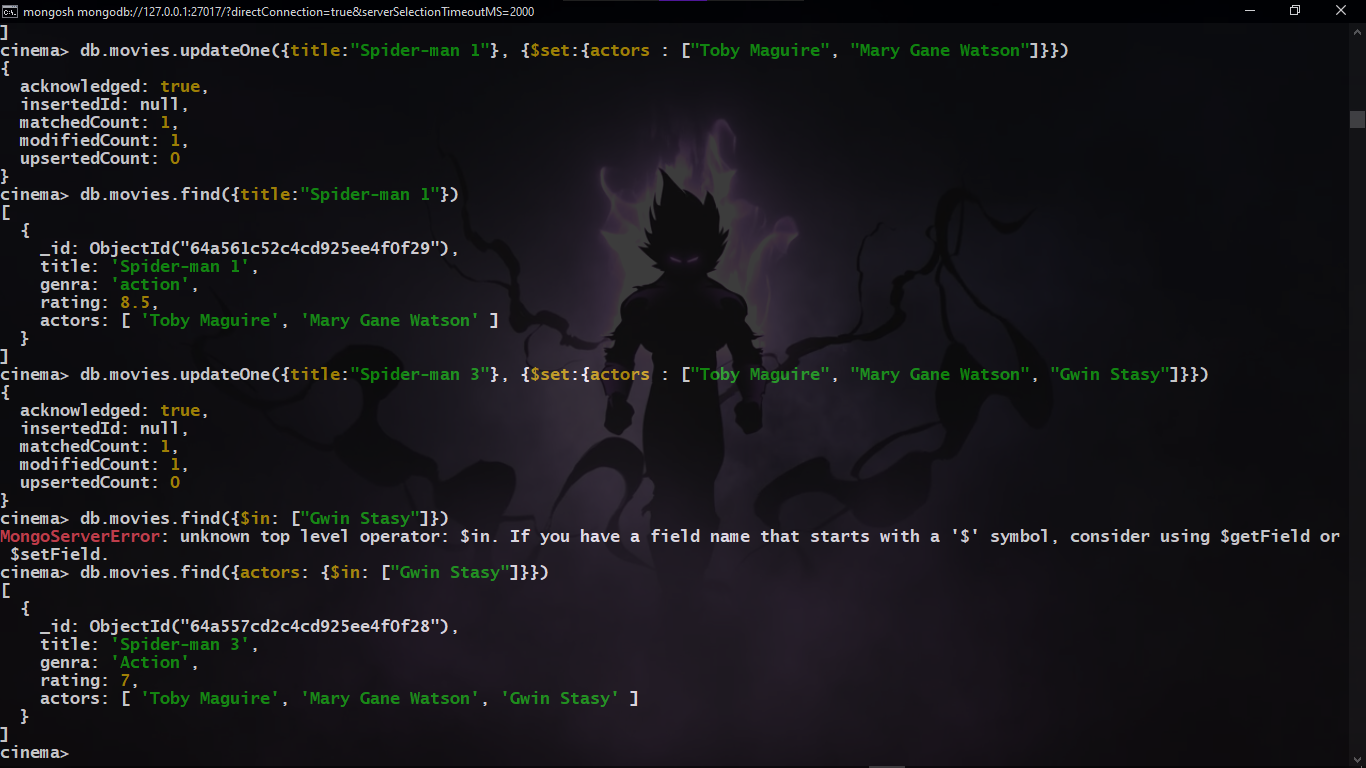 mongosh mongodb://127.0.0.1:27017/?directConnection=true&serverSelectionTimeoutMS=2000
]
cinema> db.movies.updateOne({title:"Spider-man 1"}, {$set:{actors : ["Toby Maguire", "Mary Gane Watson"]}})
{
  acknowledged: true,
  insertedId: null,
  matchedCount: 1,
  modifiedCount: 1,
  upsertedCount: 0
}
cinema> db.movies.find({title:"Spider-man 1"})
[
  {
    _id: ObjectId("64a561c52c4cd925ee4f0f29"),
    title: 'Spider-man 1',
    genra: 'action',
    rating: 8.5,
    actors: [ 'Toby Maguire', 'Mary Gane Watson' ]
  }
]
cinema> db.movies.updateOne({title:"Spider-man 3"}, {$set:{actors : ["Toby Maguire", "Mary Gane Watson", "Gwin Stasy"]}})
{
  acknowledged: true,
  insertedId: null,
  matchedCount: 1,
  modifiedCount: 1,
  upsertedCount: 0
}
cinema> db.movies.find({$in: ["Gwin Stasy"]})
MongoServerError: unknown top level operator: $in. If you have a field name that starts with a '$' symbol, consider using $getField or
 $setField.
cinema> db.movies.find({actors: {$in: ["Gwin Stasy"]}})
[
  {
    _id: ObjectId("64a557cd2c4cd925ee4f0f28"),
    title: 'Spider-man 3',
    genra: 'Action',
    rating: 7,
    actors: [ 'Toby Maguire', 'Mary Gane Watson', 'Gwin Stasy' ]
  }
]
cinema>